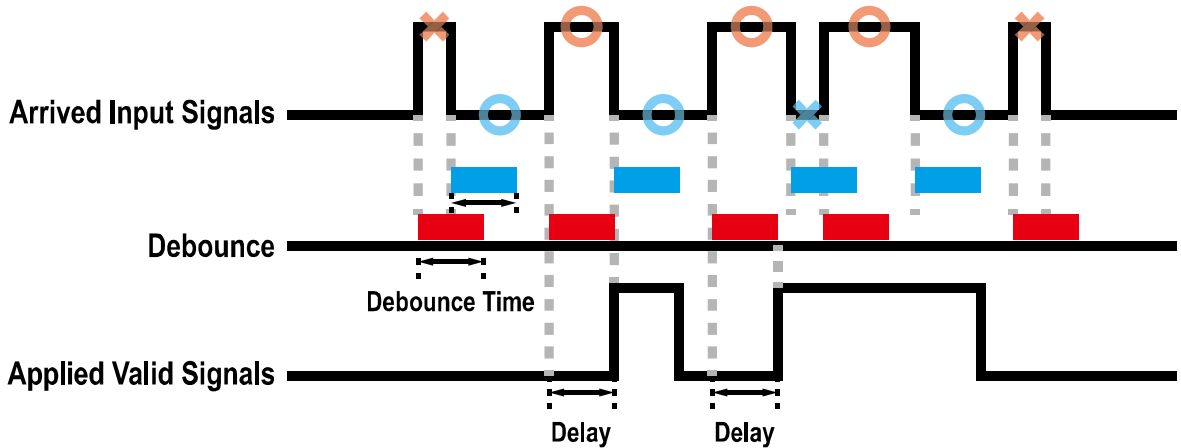 Arrived Input Signals
Debounce
Debounce Time
Applied Valid Signals
Delay
Delay